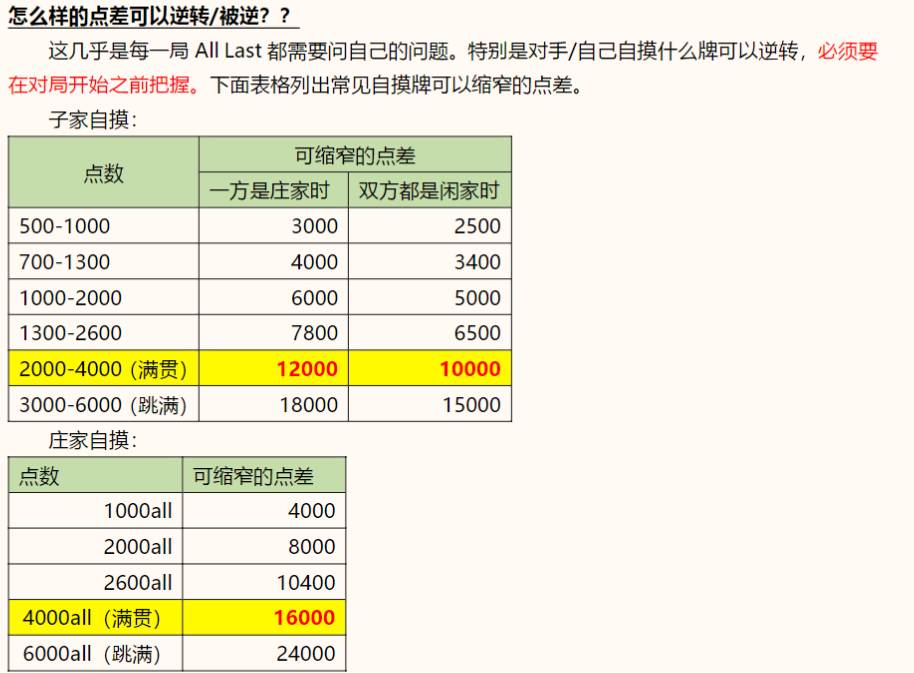 怎么样的点差可以逆转/被逆？？
这几乎是每一局 All Last 都需要问自己的问题。特别是对手/自己自摸什么牌可以逆转，必须要
在对局开始之前把握。下面表格列出常见自摸牌可以缩窄的点差。
子家自摸：
点数 可缩窄的点差
一方是庄家时 双方都是闲家时
500-1000 3000 2500
700-1300 4000 3400
1000-2000 6000 5000
1300-2600 7800 6500
2000-4000 (满贯) 12000 10000
3000-6000 (跳满) 18000 15000
庄家自摸：
点数 可缩窄的点差
1000all 4000
2000all 8000
2600all 10400
4000all（满贯） 16000
6000all（跳满） 24000